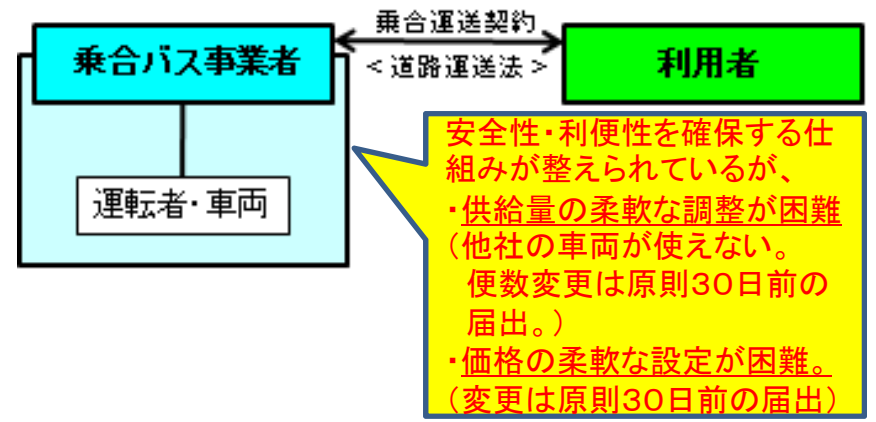 乗合運送契約
乗合バス事業者
<道路運送法>
利用者
運転者・車両
安全性・利便性を確保する仕
組みが整えられているが、
・供給量の柔軟な調整が困難
(他社の車両が使えない。
便数変更は原則30日前の
届出。)
・価格の柔軟な設定が困難。
(変更は原則30日前の届出)